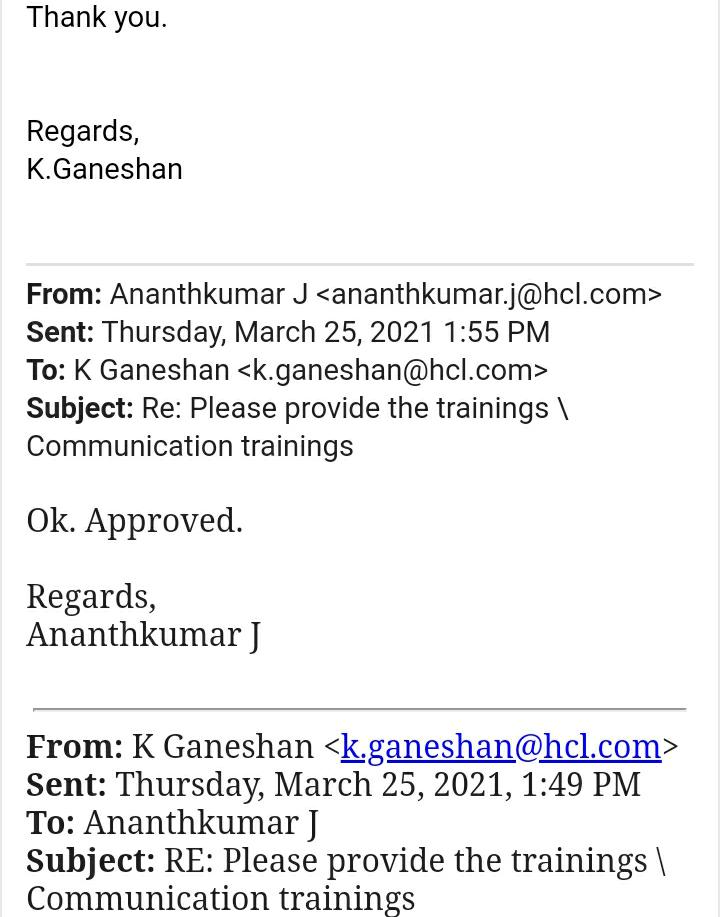 Thank you.
Regards,
K.Ganeshan
From: Ananthkumar J <ananthkumar.j@hcl.com>
Sent: Thursday, March 25, 2021 1:55 PM
To: K Ganeshan <k.ganeshan@hcl.com>
Subject: Re: Please provide the trainings \
Communication trainings
Ok. Approved.
Regards,
Ananthkumar J
From: K Ganeshan <k.ganeshan@hcl.com>
Sent: Thursday, March 25, 2021, 1:49 PM
To: Ananthkumar J
Subject: RE: Please provide the trainings \
Communication trainings